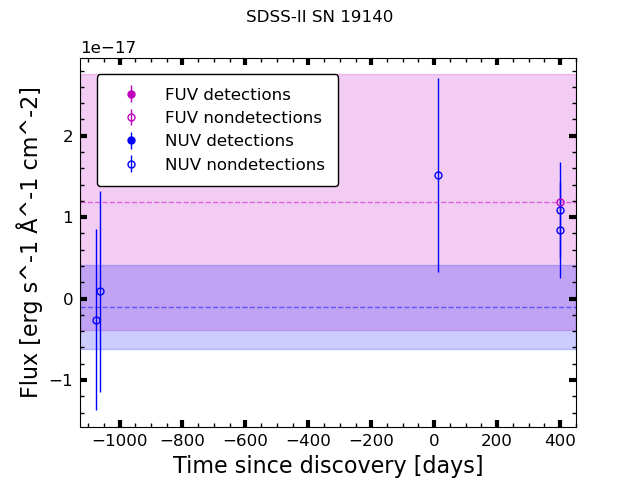 SDSS-II SN 19140
1e−17
FUV detections
FUV nondetections
NUV detections
NUV nondetections
2
1
0
−1
−1000 −800 −600 −400 −200 0 200 400
Time since discovery [days]
Flux [erg s^-1 Å^-1 cm^-2]